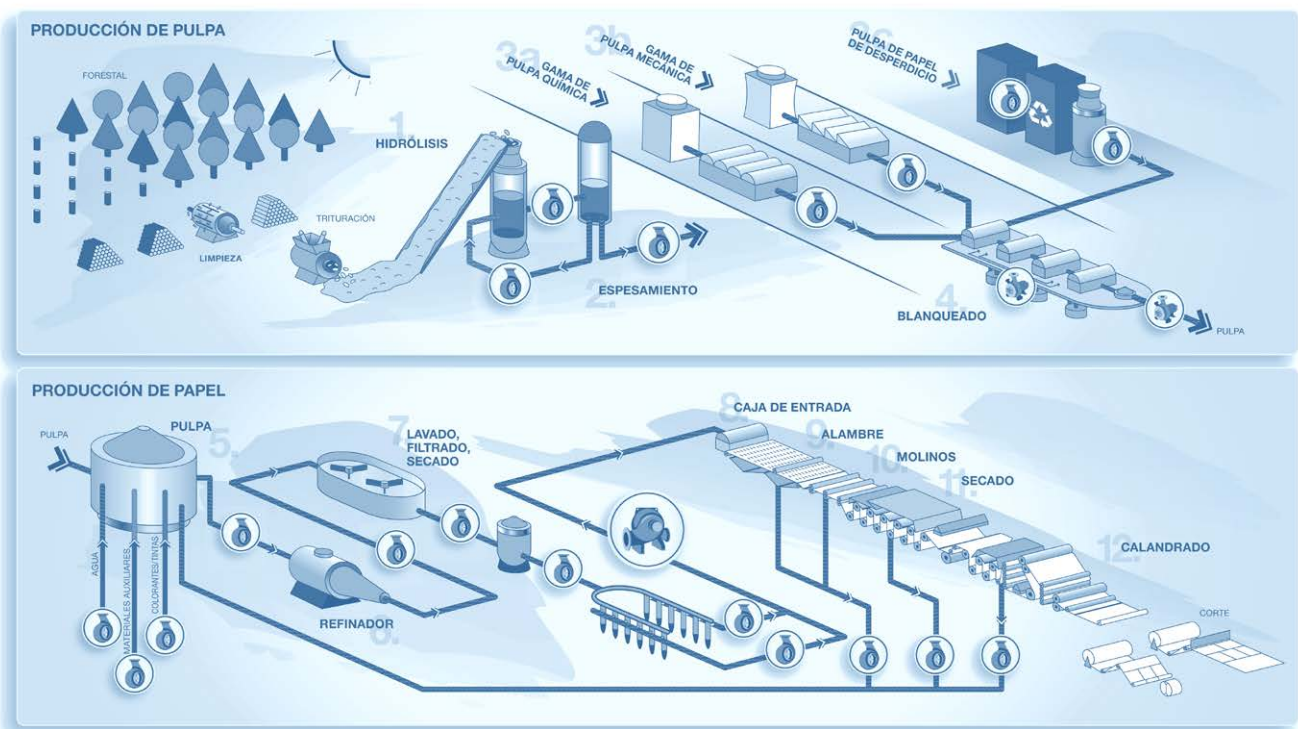 PRODUCCIÓN DE PULPA
FORESTAL
1.
HIDRÓLISIS
TRITURACIÓN
LIMPIEZA
2.
ESPESAMIENTO
3a
GAMA DE
PULPA QUÍMICA
3b
GAMA DE
PULPA MECÁNICA
3c
PULPA DE PAPEL
DE DESPERDICIO
4.
BLANQUEADO
PULPA
PRODUCCIÓN DE PAPEL
PULPA
PULPA
5.
AGUA
MATERIALES AUXILIARES
COLORANTES/TINTAS
6.
REFINADOR
7.
LAVADO,
FILTRADO,
SECADO
8.
CAJA DE ENTRADA
9.
ALAMBRE
10.
MOLINOS
11.
SECADO
12.
CALANDRADO
CORTE